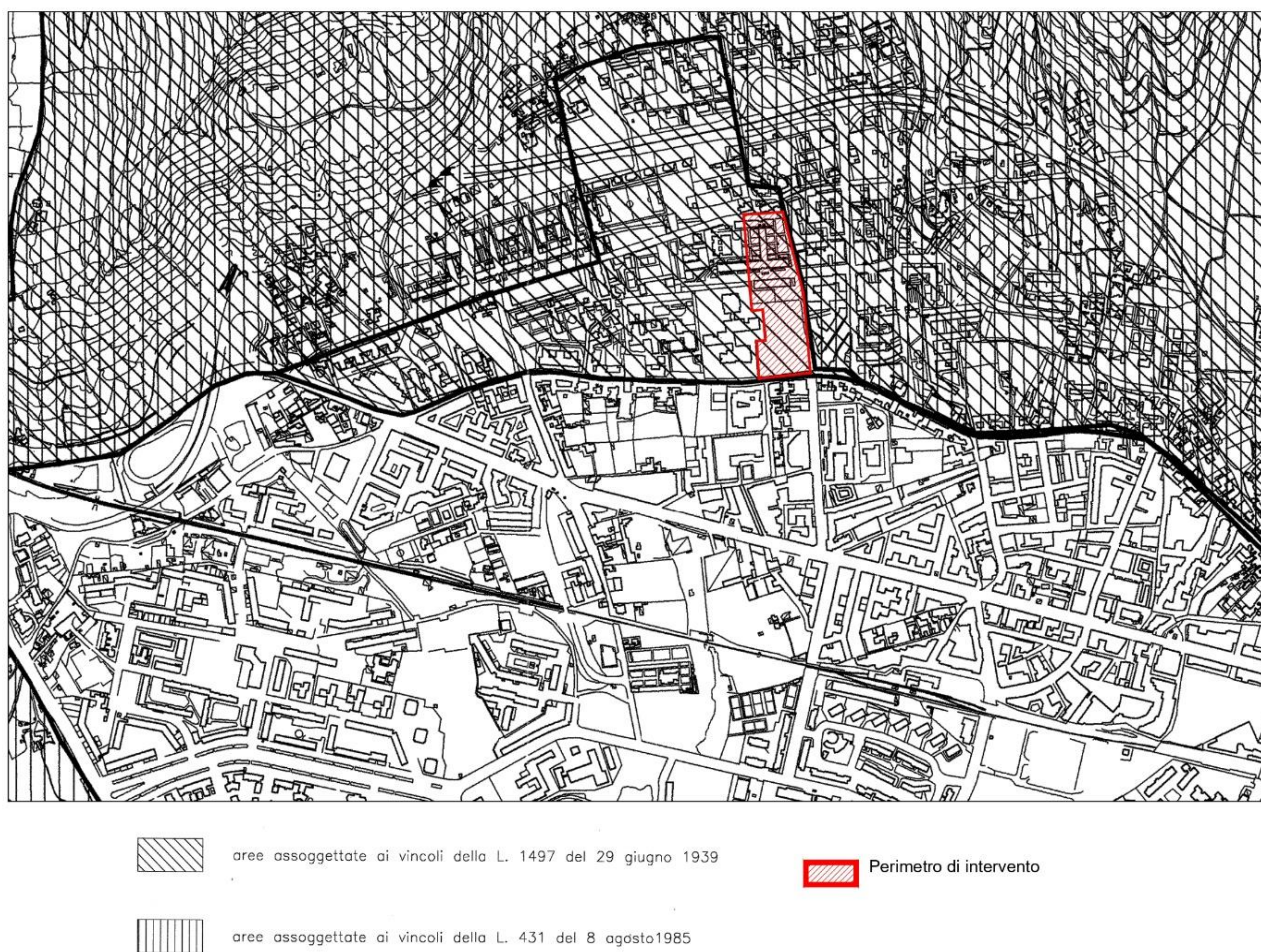 aree assoggettate ai vincoli della L. 1497 del 29 giugno 1939
Perimetro di intervento
aree assoggettate ai vincoli della L. 431 del 8 agosto1985